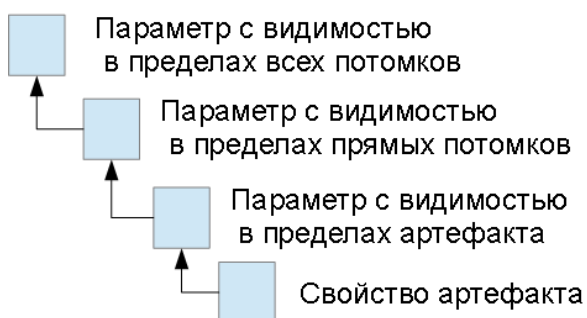 Параметр с видимостью
в пределах всех потомков
Параметр с видимостью
в пределах прямых потомков
Параметр с видимостью
в пределах артефакта
Свойство артефакта